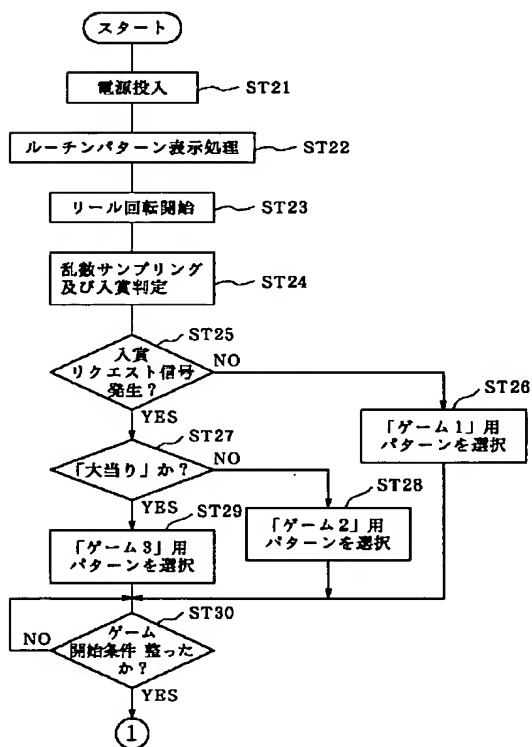 スタート
電源投入
ST21
ルーチンパターン表示処理
ST22
リール回転開始
ST23
乱数サンプリング
及び入賞判定
ST24
ST25
入賞
リクエスト信号
発生？
NO
YES
ST26
「ゲーム1」用
パターンを選択
ST27
「大当り」か？
NO
YES
ST28
「ゲーム2」用
パターンを選択
ST29
「ゲーム3」用
パターンを選択
ST30
ゲーム
開始条件 整った
か？
NO
YES
1